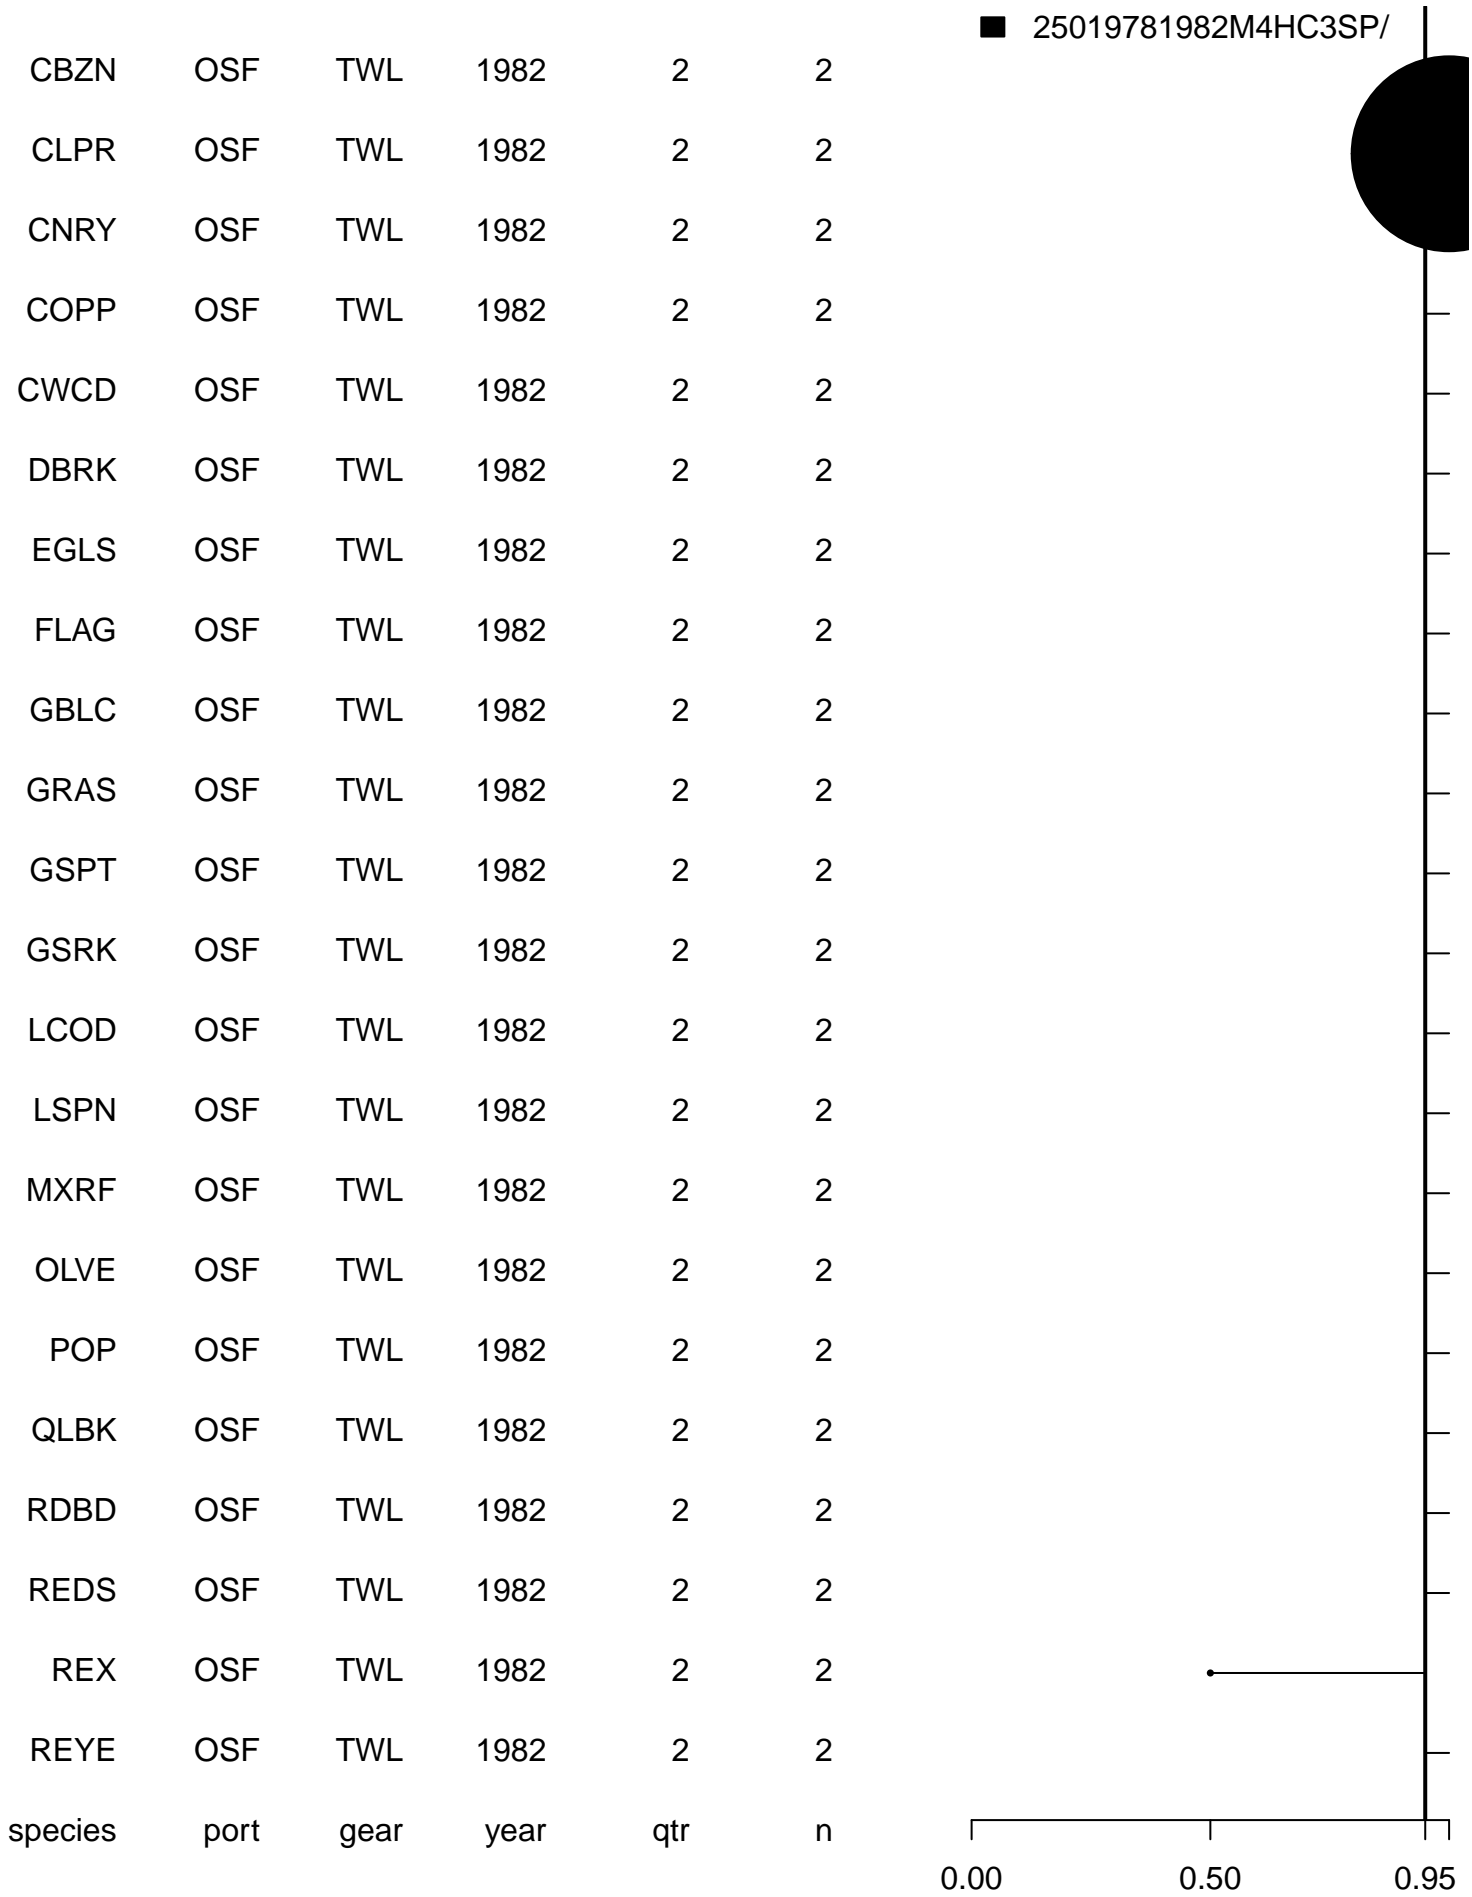 25019781982M4HC3SP/
CBZN OSF TWL 1982 2 2
CLPR OSF TWL 1982 2 2
CNRY OSF TWL 1982 2 2
COPP OSF TWL 1982 2 2
CWCD OSF TWL 1982 2 2
DBRK OSF TWL 1982 2 2
EGLS OSF TWL 1982 2 2
FLAG OSF TWL 1982 2 2
GBLC OSF TWL 1982 2 2
GRAS OSF TWL 1982 2 2
GSPT OSF TWL 1982 2 2
GSRK OSF TWL 1982 2 2
LCOD OSF TWL 1982 2 2
LSPN OSF TWL 1982 2 2
MXRF OSF TWL 1982 2 2
OLVE OSF TWL 1982 2 2
POP OSF TWL 1982 2 2
QLBK OSF TWL 1982 2 2
RDBD OSF TWL 1982 2 2
REDS OSF TWL 1982 2 2
REX OSF TWL 1982 2 2
REYE OSF TWL 1982 2 2
species port gear year qtr n
0.00 0.50 0.95